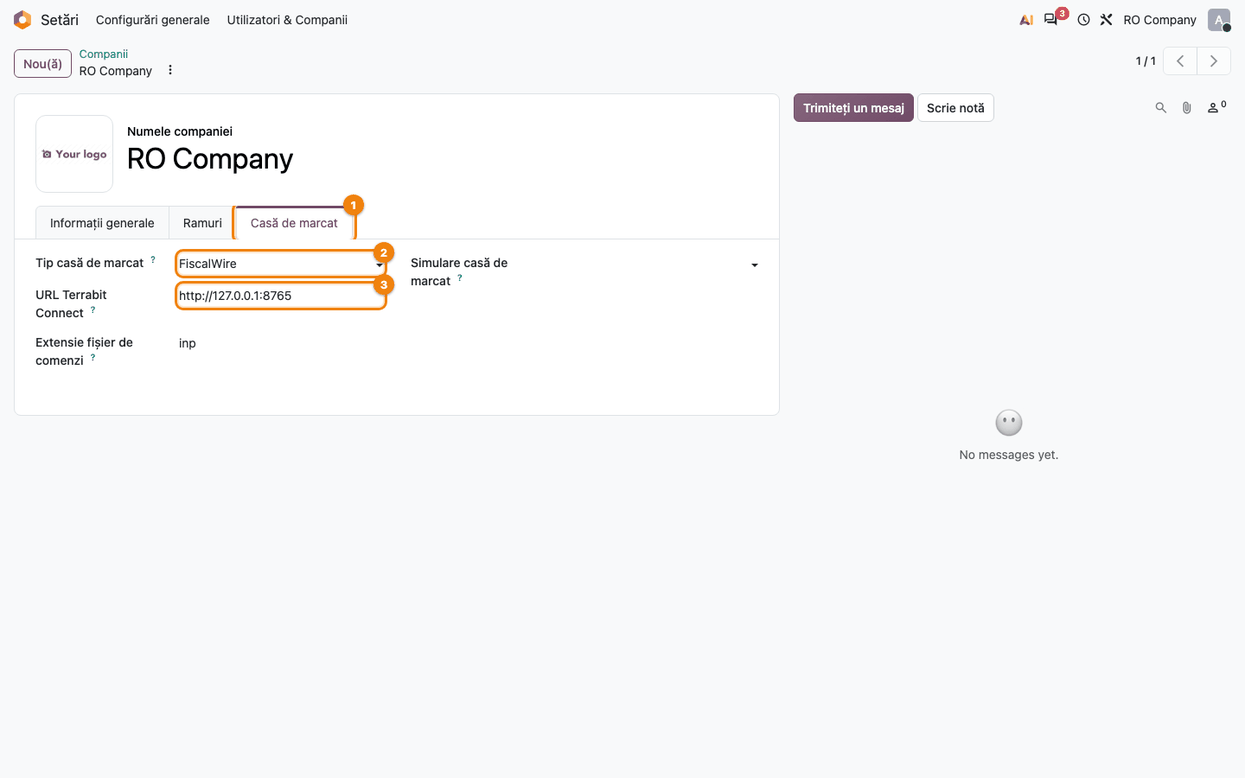 Setări Configurări generale Utilizatori & Companii AI 3 RO Company A
Nou(ă) Companii
RO Company
1 / 1
Trimiteți un mesaj Scrie notă 0
Your logo
Numele companiei
RO Company
Informații generale Ramuri Casă de marcat 1
Tip casă de marcat ? FiscalWire 2
Simulare casă de
marcat ?
URL Terrabit
Connect ? http://127.0.0.1:8765 3
Extensie fișier de
comenzi ? inp
No messages yet.